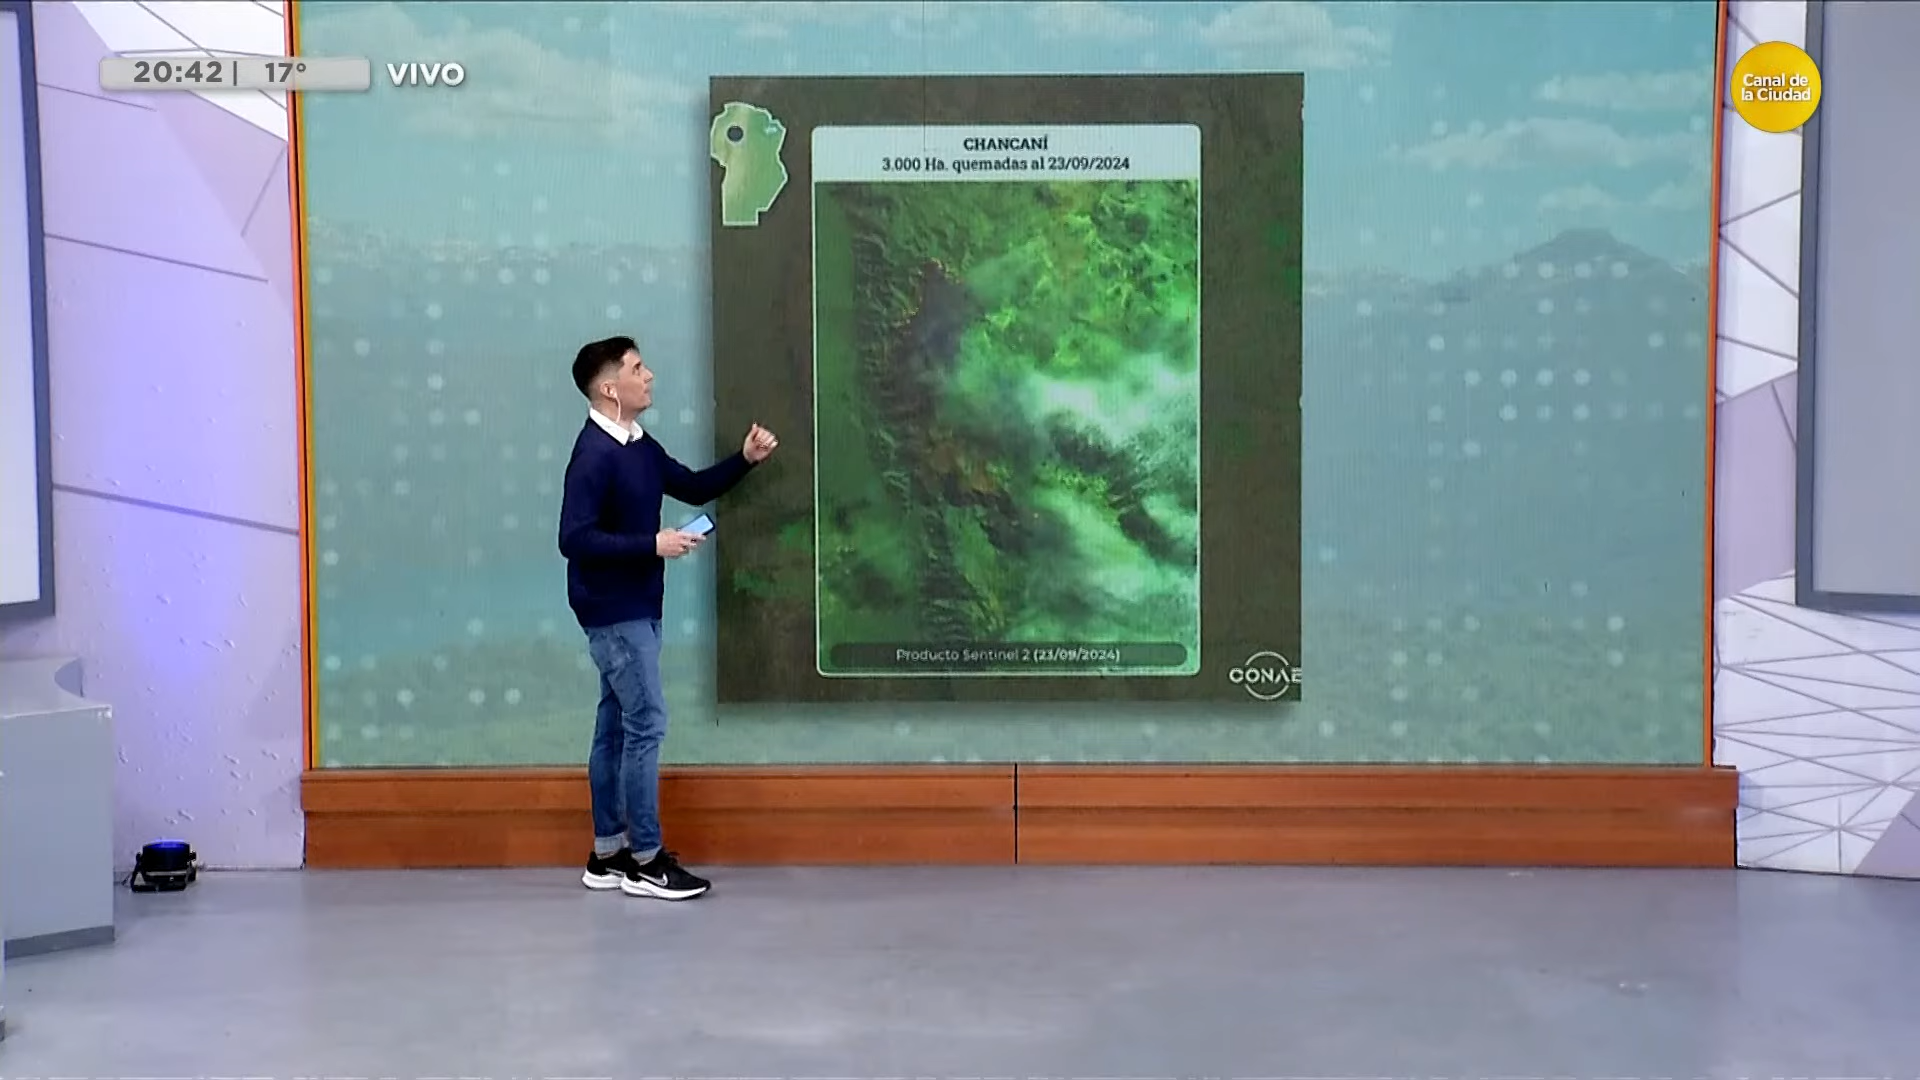 20:42 | 17°
VIVO
Canal de
la Ciudad
CHANCANÍ
3.000 Ha. quemadas al 23/09/2024
Producto Sentinel 2 (23/09/2024)
CONAE